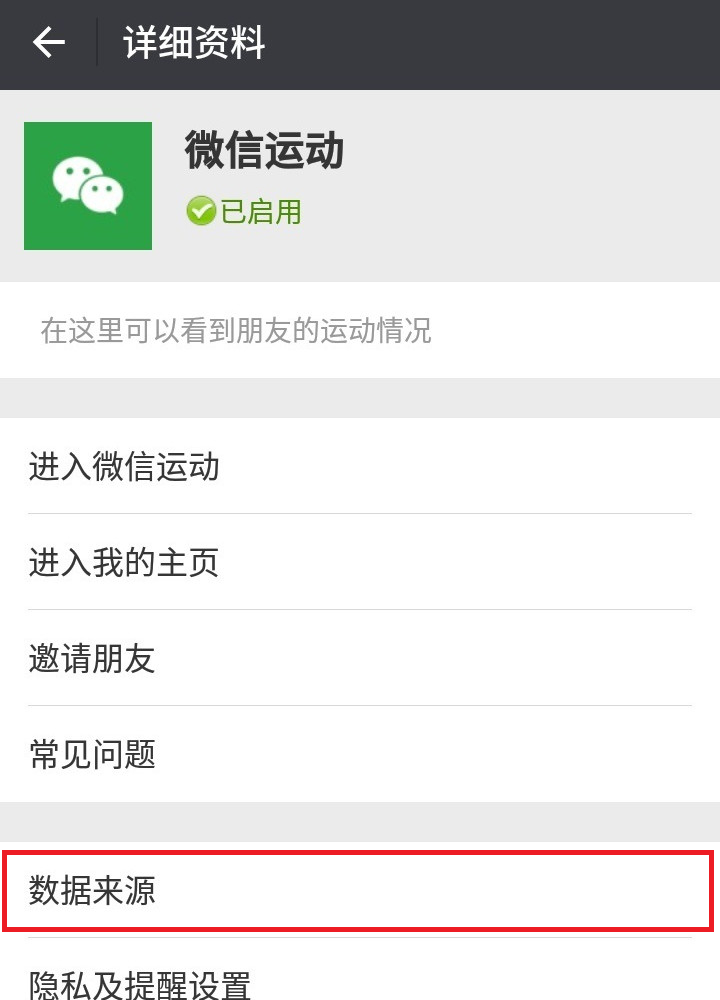 详细资料
微信运动
已启用
在这里可以看到朋友的运动情况
进入微信运动
进入我的主页
邀请朋友
常见问题
数据来源
隐私及提醒设置